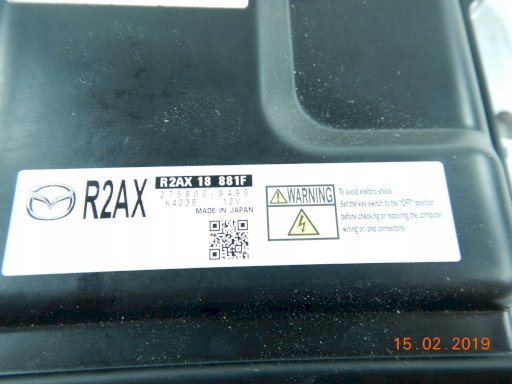 R2AX
R2AX 18 881F
275800-9495
K4238 12V
MADE IN JAPAN
WARNING
To avoid electric shock:
Set the key switch to the "OFF" position
before checking or repairing the computer
wiring or and connectors.
15.02.2019